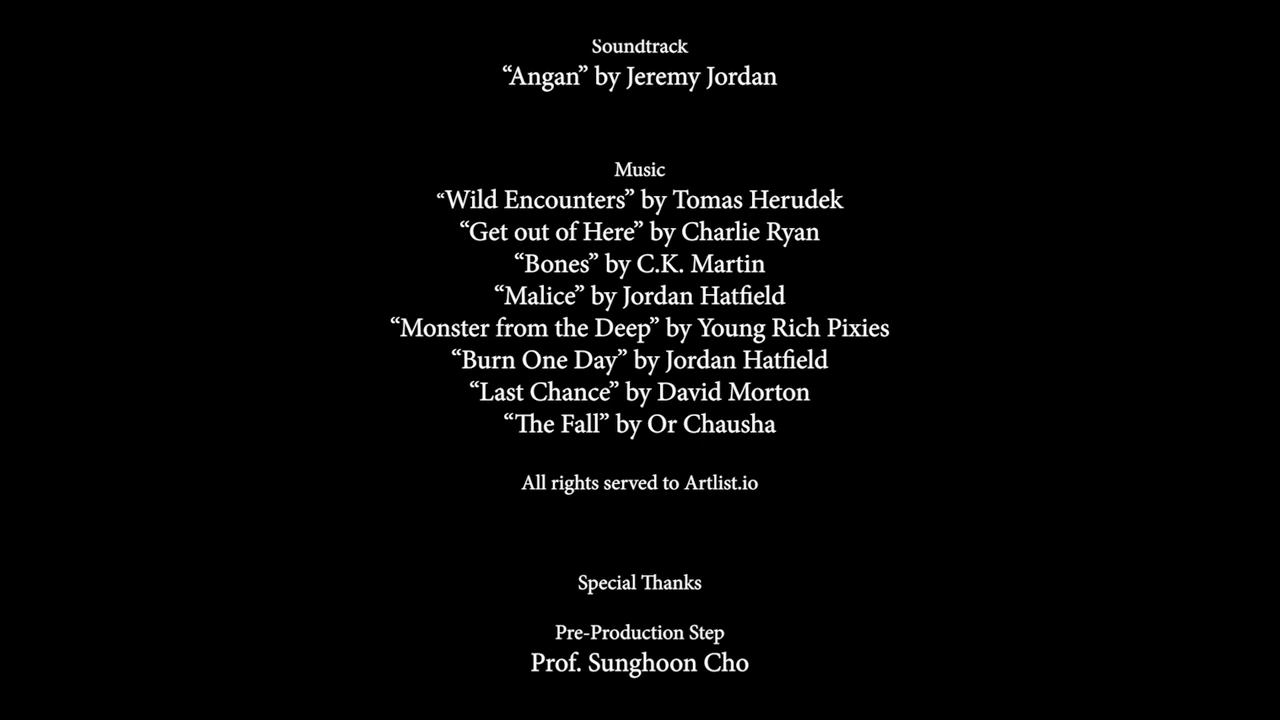 Soundtrack
“Angan” by Jeremy Jordan
Music
“Wild Encounters” by Tomas Herudek
“Get out of Here” by Charlie Ryan
“Bones” by C.K. Martin
“Malice” by Jordan Hatfield
“Monster from the Deep” by Young Rich Pixies
“Burn One Day” by Jordan Hatfield
“Last Chance” by David Morton
“The Fall” by Or Chausha
All rights served to Artlist.io
Special Thanks
Pre-Production Step
Prof. Sunghoon Cho